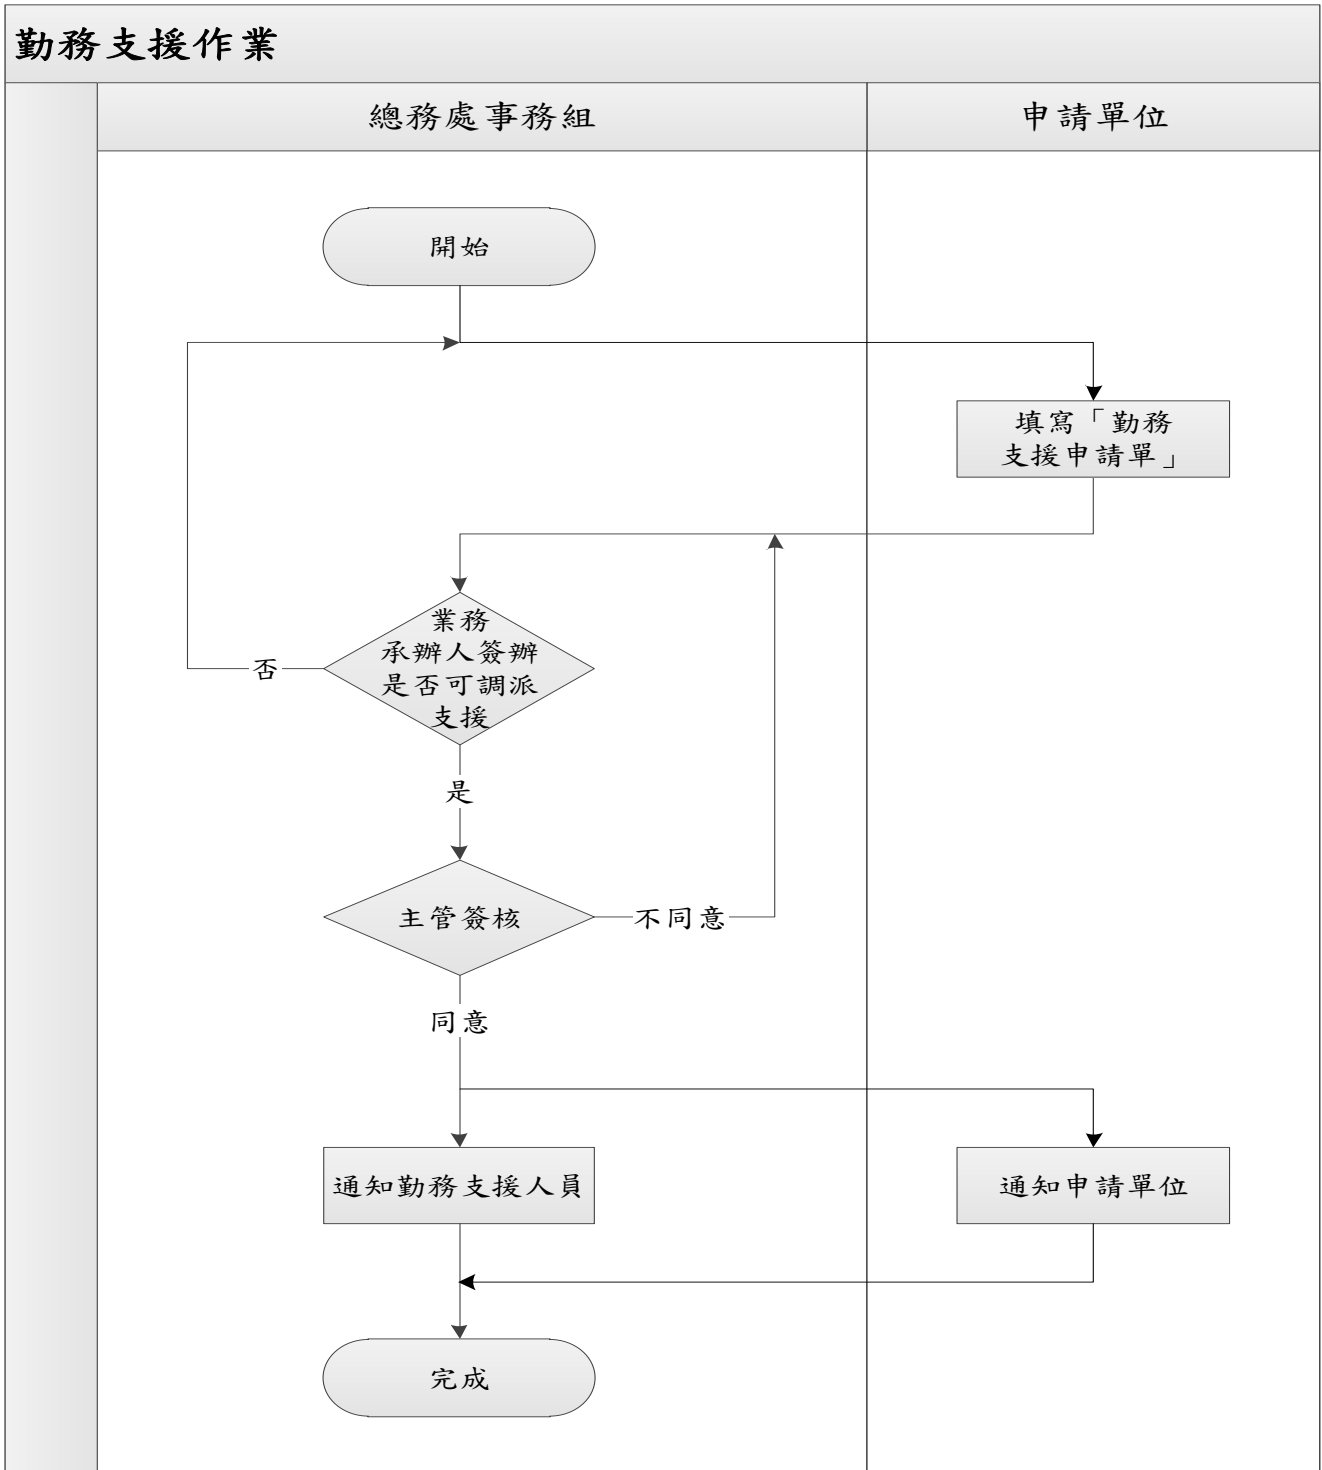 勤務支援作業
總務處事務組
申請單位
開始
填寫「勤務
支援申請單」
業務
承辦人簽辦
是否可調派
支援
否
是
主管簽核
不同意
同意
通知勤務支援人員
通知申請單位
完成